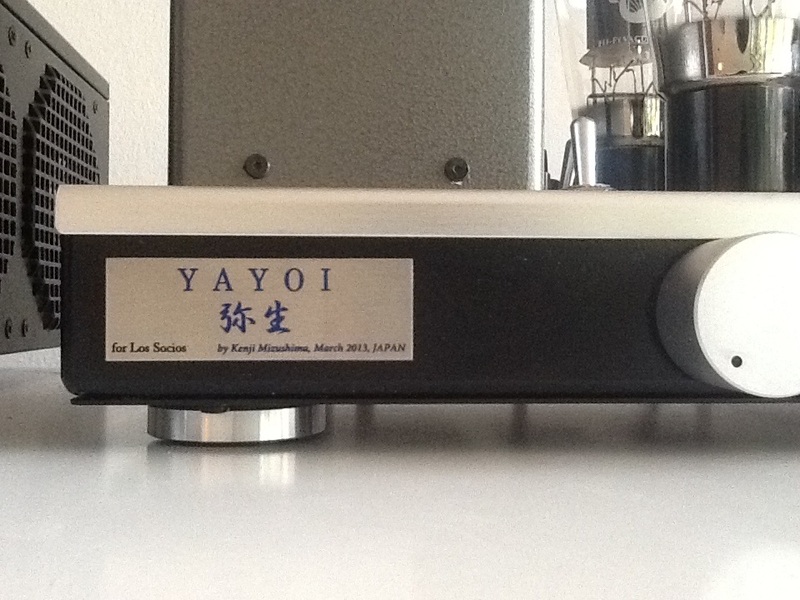 YAYOI
弥生
for Los Socios by Kenji Mizushima, March 2013, JAPAN